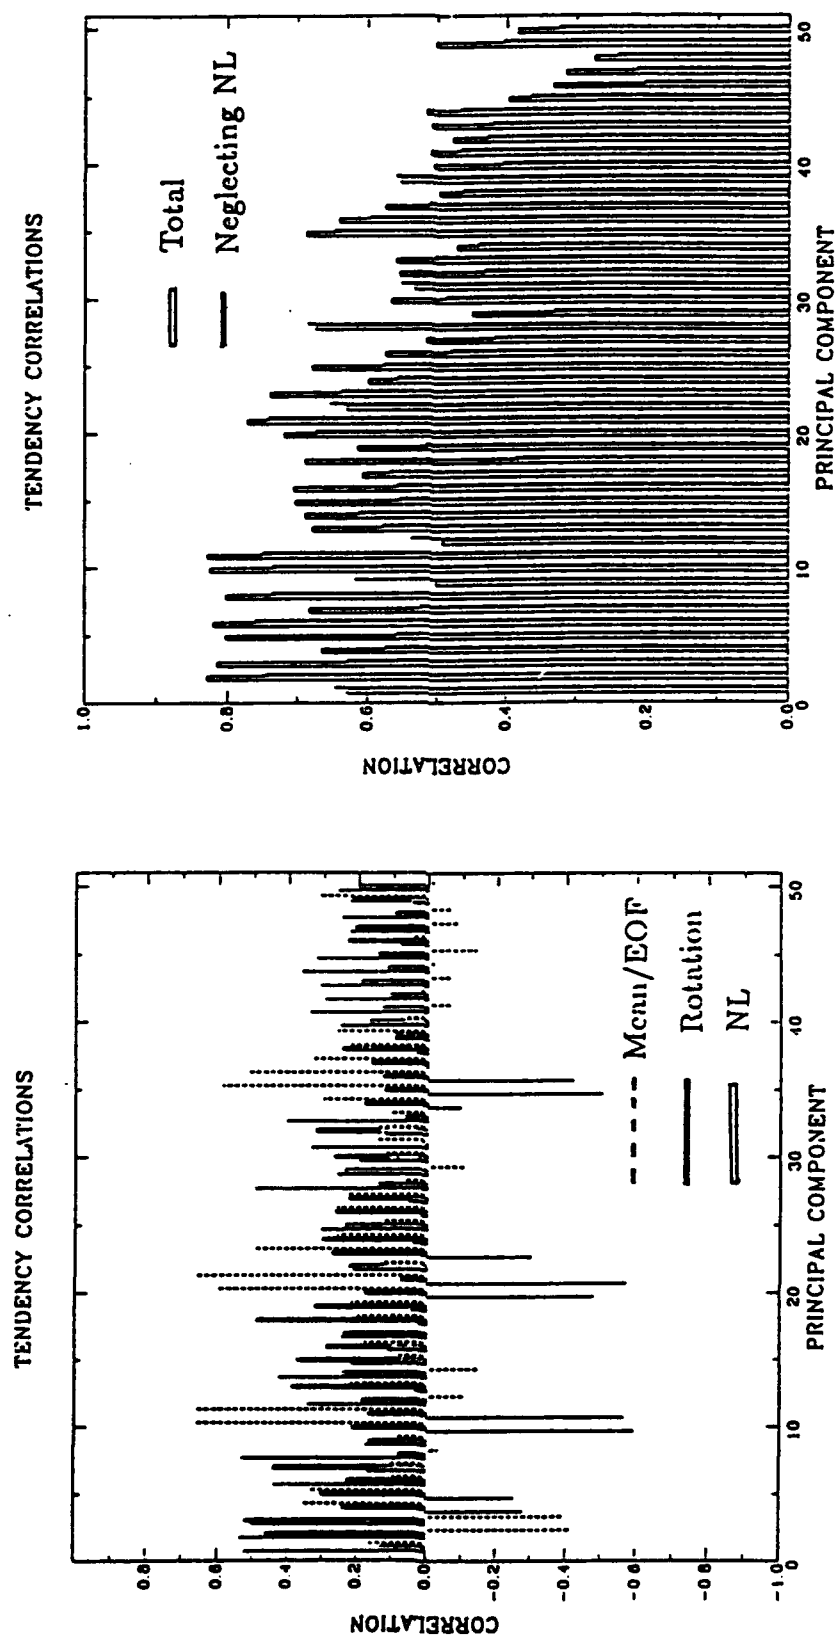 TENDENCY CORRELATIONS
CORRELATION
0.8
0.6
0.4
0.2
0.0
-0.2
-0.4
-0.6
-0.8
-1.0
0
10
20
30
40
50
PRINCIPAL COMPONENT
Mean/EOF
Rotation
NL
TENDENCY CORRELATIONS
CORRELATION
1.0
0.8
0.6
0.4
0.2
0.0
0
10
20
30
40
50
PRINCIPAL COMPONENT
Total
Neglecting NL